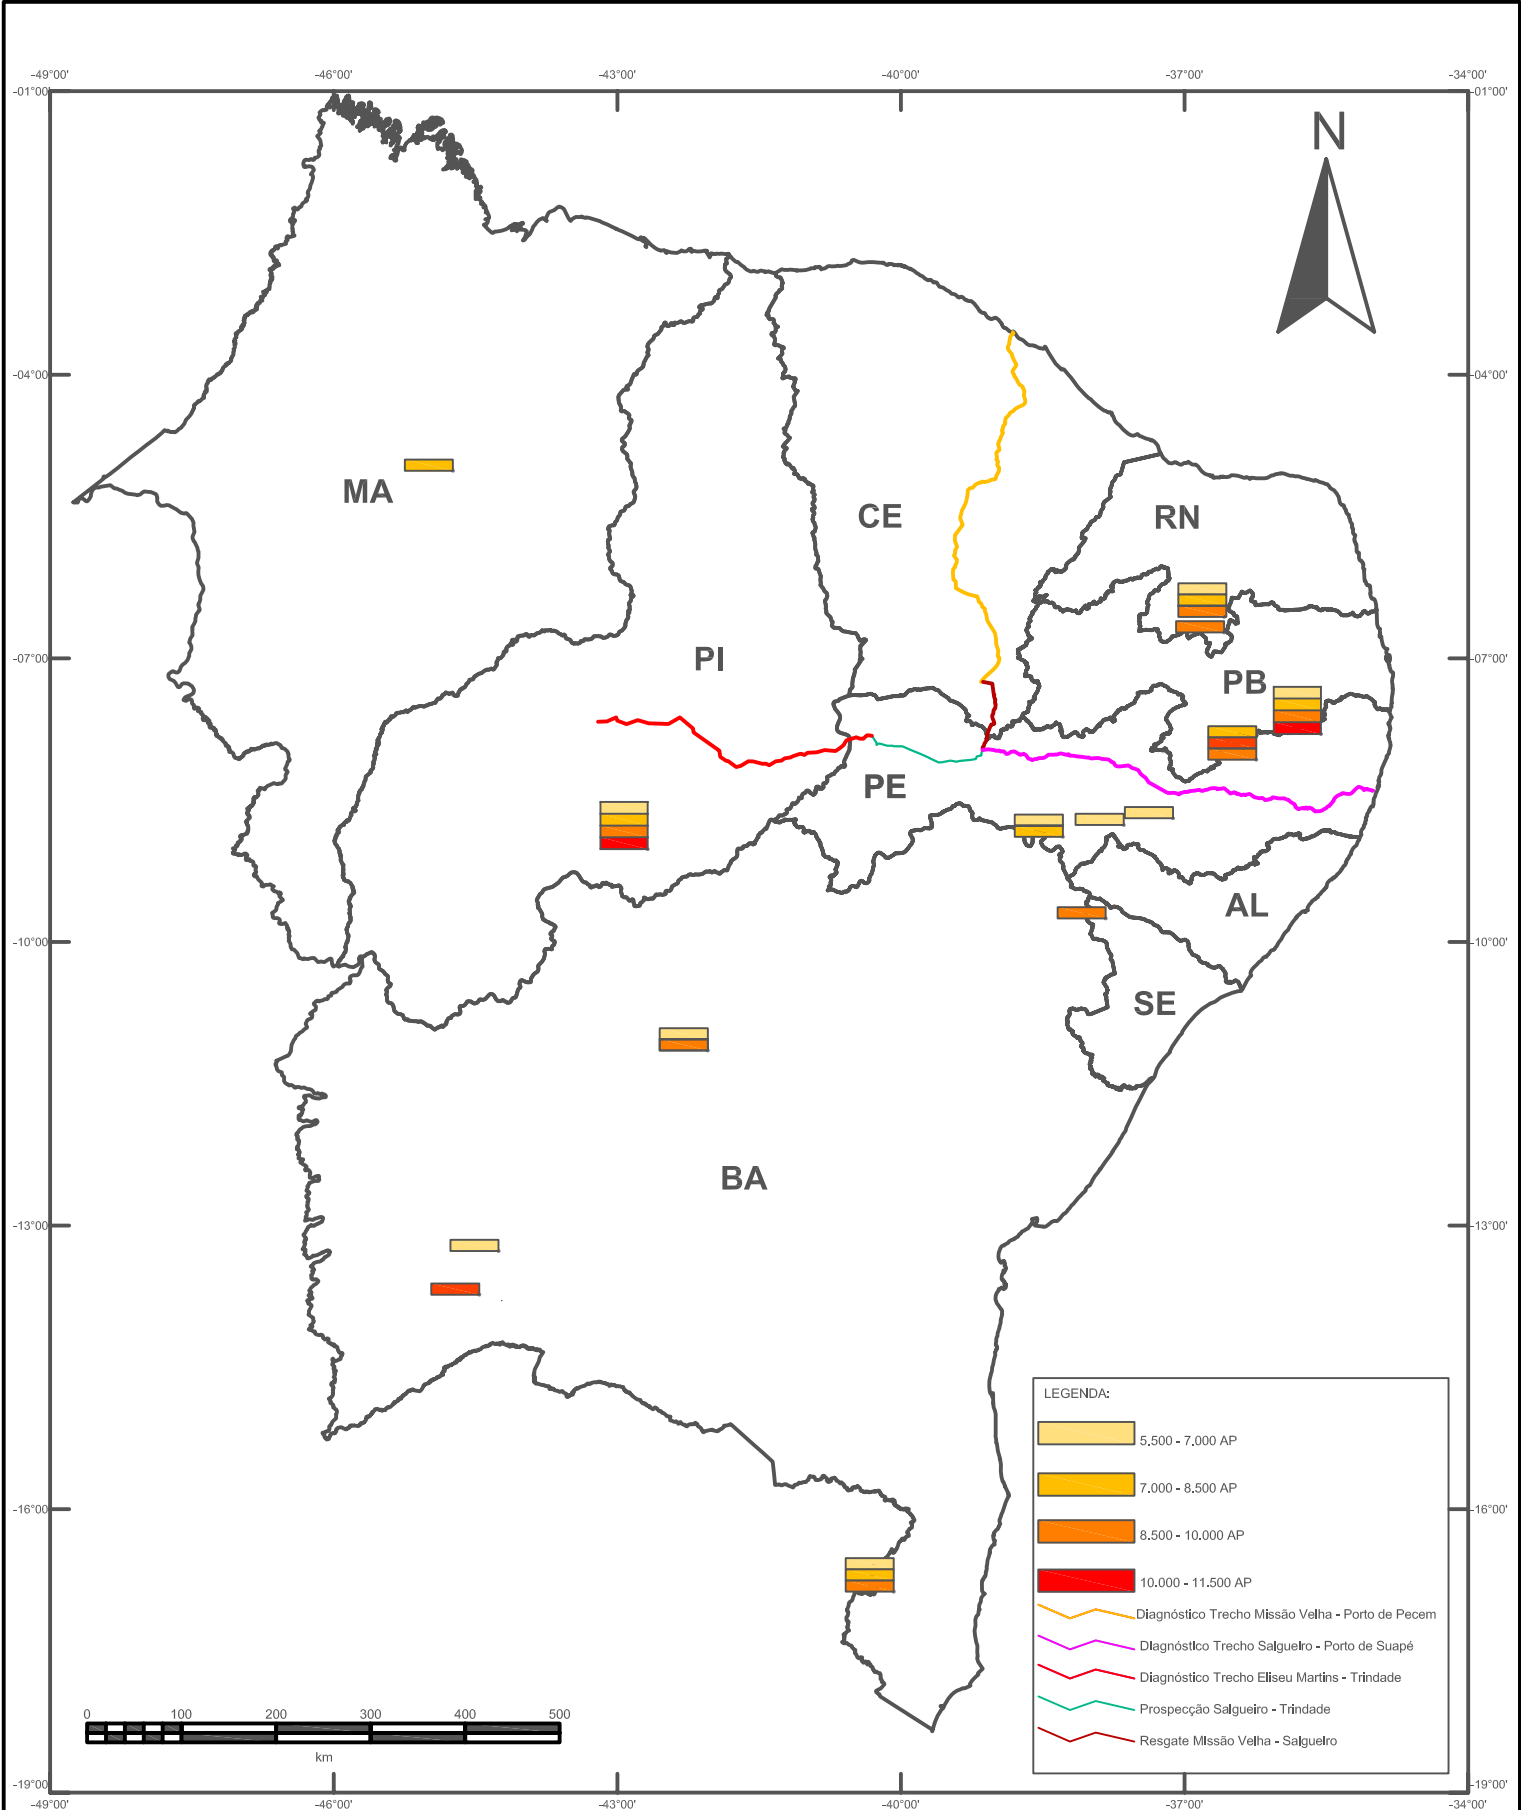 -49°00' -46°00' -43°00' -40°00' -37°00' -34°00'
-01°00' -01°00'
N
-04°00' -04°00'
MA
CE
RN
-07°00' -07°00'
PI
PB
PE
AL
-10°00' -10°00'
SE
BA
-13°00' -13°00'
LEGENDA:
5.500 - 7.000 AP
7.000 - 8.500 AP
-16°00' -16°00'
8.500 - 10.000 AP
10.000 - 11.500 AP
Diagnóstico Trecho Missão Velha - Porto de Pecem
Diagnóstico Trecho Salgueiro - Porto de Suapé
Diagnóstico Trecho Eliseu Martins - Trindade
Prospecção Salgueiro - Trindade
Resgate Missão Velha - Salgueiro
0 100 200 300 400 500
km
-19°00' -19°00'
-49°00' -46°00' -43°00' -40°00' -37°00' -34°00'